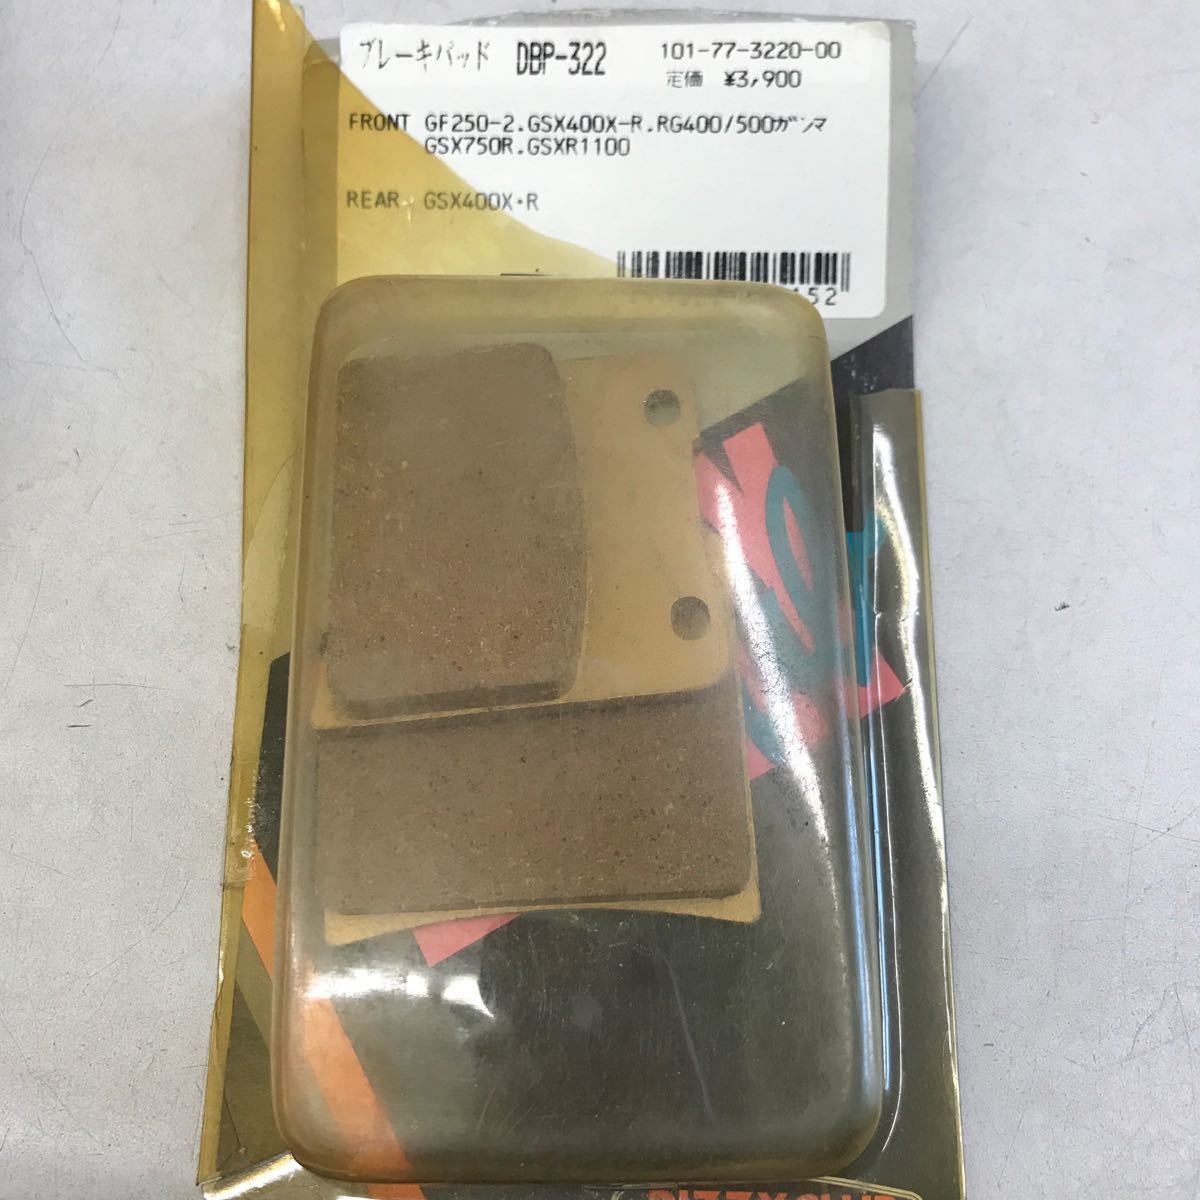 ブレーキパッド DBP-322 101-77-3220-00
定価 ¥3,900
FRONT GF250-2.GSX400X-R.RG400/500ガンマ
GSX750R.GSXR1100
REAR GSX400X・R
152